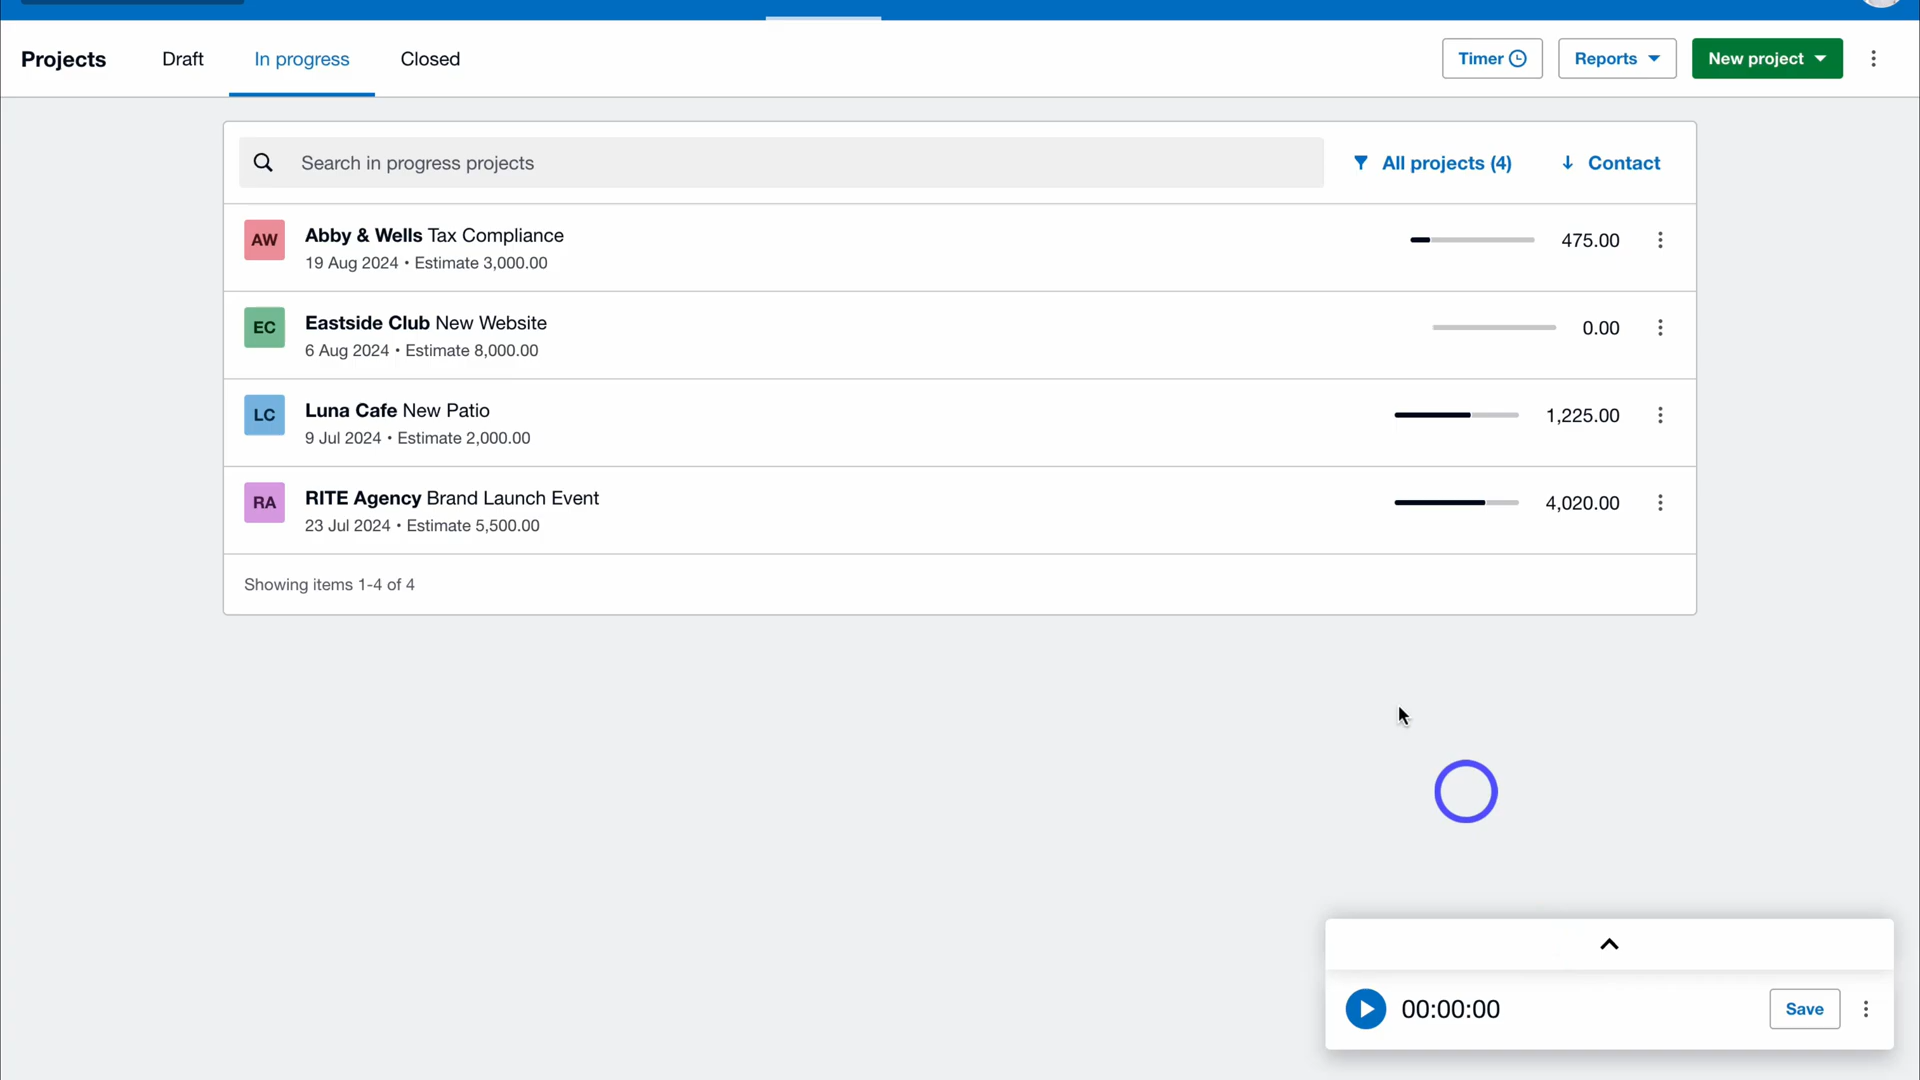 Projects
Draft
In progress
Closed
Timer
Reports
New project
Search in progress projects
All projects (4)
Contact
AW
Abby & Wells Tax Compliance
19 Aug 2024 • Estimate 3,000.00
475.00
EC
Eastside Club New Website
6 Aug 2024 • Estimate 8,000.00
0.00
LC
Luna Cafe New Patio
9 Jul 2024 • Estimate 2,000.00
1,225.00
RA
RITE Agency Brand Launch Event
23 Jul 2024 • Estimate 5,500.00
4,020.00
Showing items 1-4 of 4
00:00:00
Save